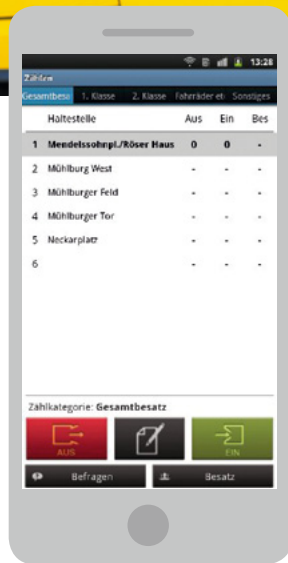 13:28
Zählen
Gesamtbesa 1. Klasse 2. Klasse Fahrräder et Sonstiges
Haltestelle Aus Ein Bes
1 Mendelssohnpl./Röser Haus 0 0 -
2 Mühlburg West - - -
3 Mühlburger Feld - - -
4 Mühlburger Tor - - -
5 Neckarplatz - - -
6 - - -
Zählkategorie: Gesamtbesatz
AUS EIN
Befragen Besatz